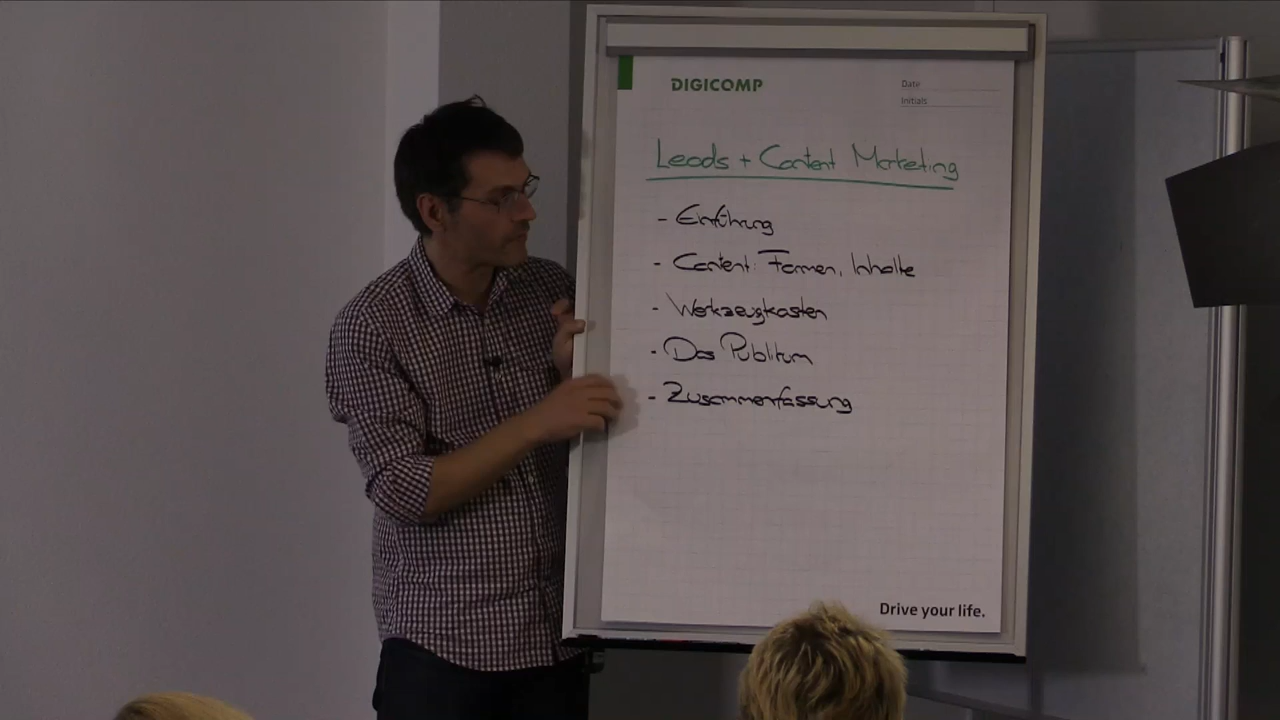 DIGICOMP
Date
Initials
Leads + Content Marketing
- Einführung
- Content: Formen, Inhalte
- Werkzeugkasten
- Das Publikum
- Zusammenfassung
Drive your life.